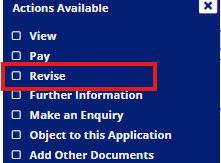 Actions Available
View
Pay
Revise
Further Information
Make an Enquiry
Object to this Application
Add Other Documents